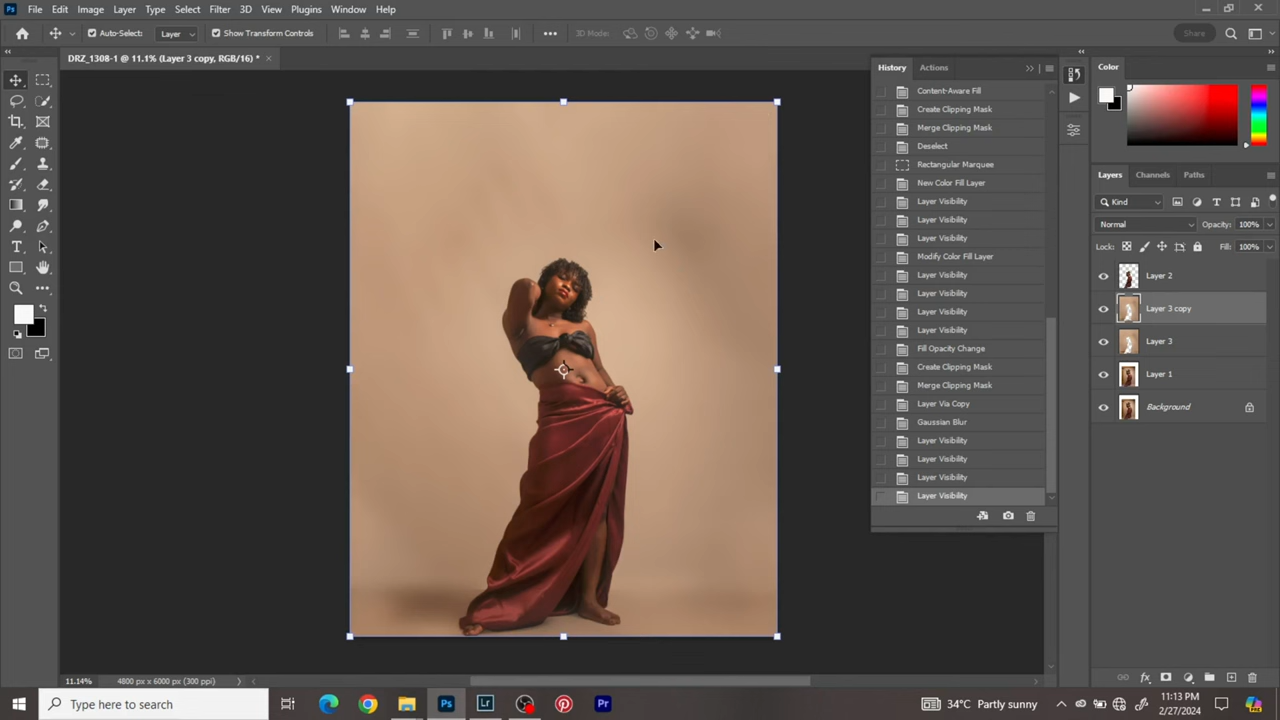 Ps File Edit Image Layer Type Select Filter 3D View Plugins Window Help
Auto-Select: Layer Show Transform Controls 3D Mode: Share
DRZ_1308-1 @ 11.1% (Layer 3 copy, RGB/16) *
History Actions
Content-Aware Fill
Create Clipping Mask
Merge Clipping Mask
Deselect
Rectangular Marquee
New Color Fill Layer
Layer Visibility
Layer Visibility
Layer Visibility
Modify Color Fill Layer
Layer Visibility
Layer Visibility
Layer Visibility
Layer Visibility
Fill Opacity Change
Create Clipping Mask
Merge Clipping Mask
Layer Via Copy
Gaussian Blur
Layer Visibility
Layer Visibility
Layer Visibility
Layer Visibility
Color
Layers Channels Paths
Kind
Normal Opacity: 100%
Lock: Fill: 100%
Layer 2
Layer 3 copy
Layer 3
Layer 1
Background
11.14% 4800 px x 6000 px (300 ppi)
Type here to search
Ps Lr Pr
34°C Partly sunny
11:13 PM
2/27/2024